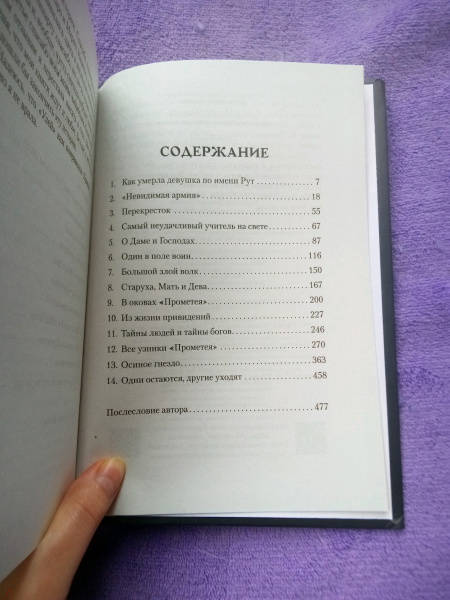 СОДЕРЖАНИЕ
1. Как умерла девушка по имени Рут 7
2. «Невидимая армия» 18
3. Перекресток 55
4. Самый неудачливый учитель на свете 67
5. О Даме и Господах 87
6. Один в поле воин 116
7. Большой злой волк 150
8. Старуха, Мать и Дева 167
9. В оковах «Прометея» 200
10. Из жизни привидений 227
11. Тайны людей и тайны богов 246
12. Все узники «Прометея» 270
13. Осиное гнездо 363
14. Одни остаются, другие уходят 458
Послесловие автора 477